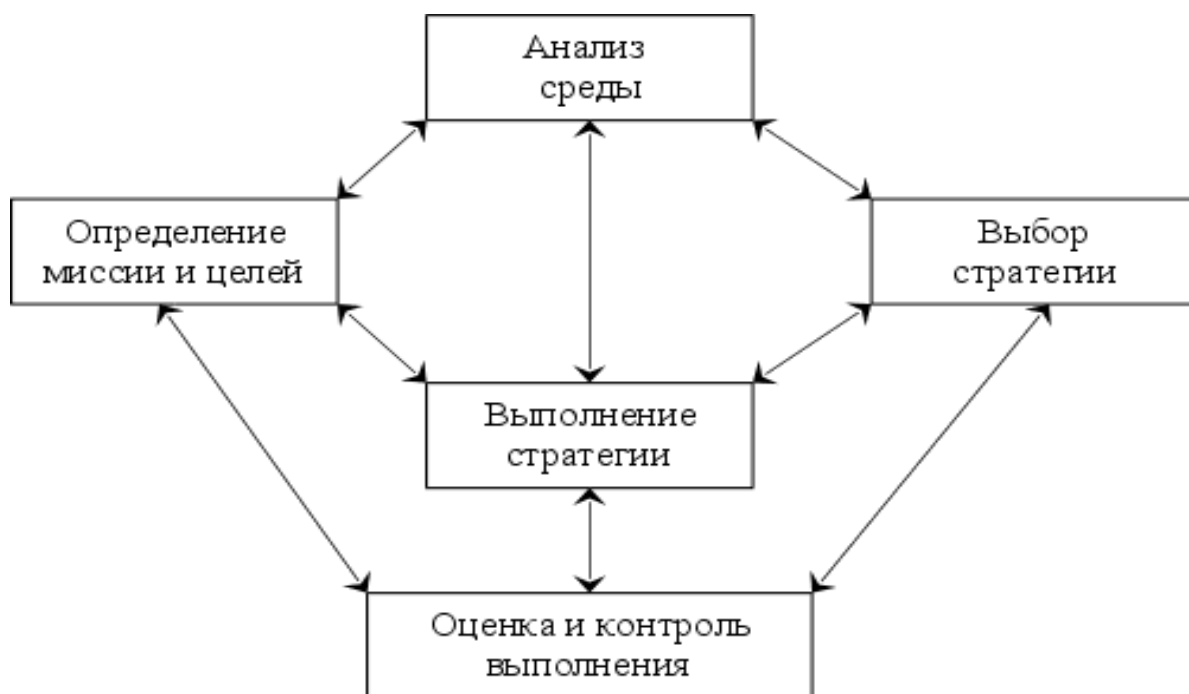 Анализ
среды
Определение
миссии и целей
Выбор
стратегии
Выполнение
стратегии
Оценка и контроль
выполнения